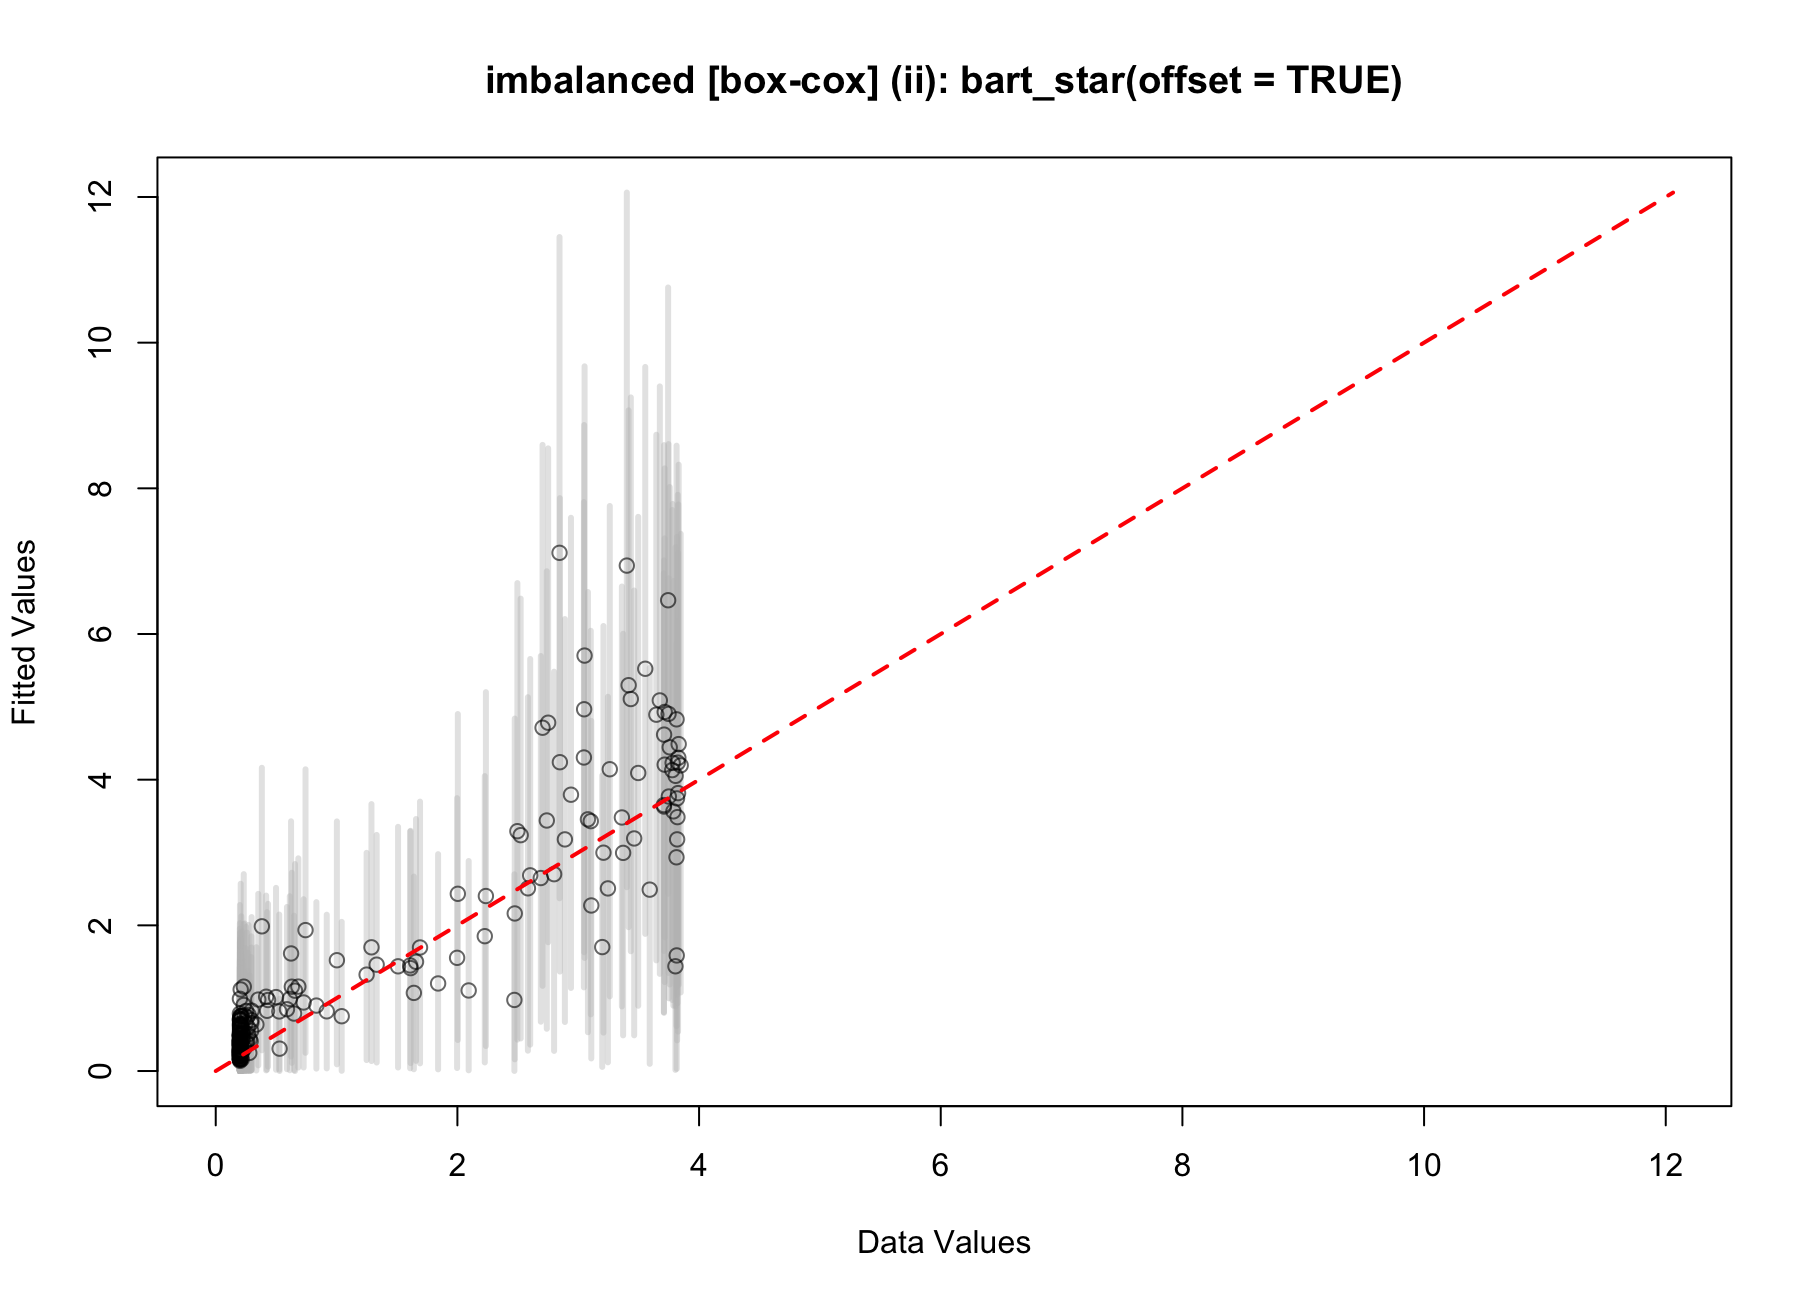 imbalanced [box-cox] (ii): bart_star(offset = TRUE)
Fitted Values
12
10
8
6
4
2
0
0 2 4 6 8 10 12
Data Values